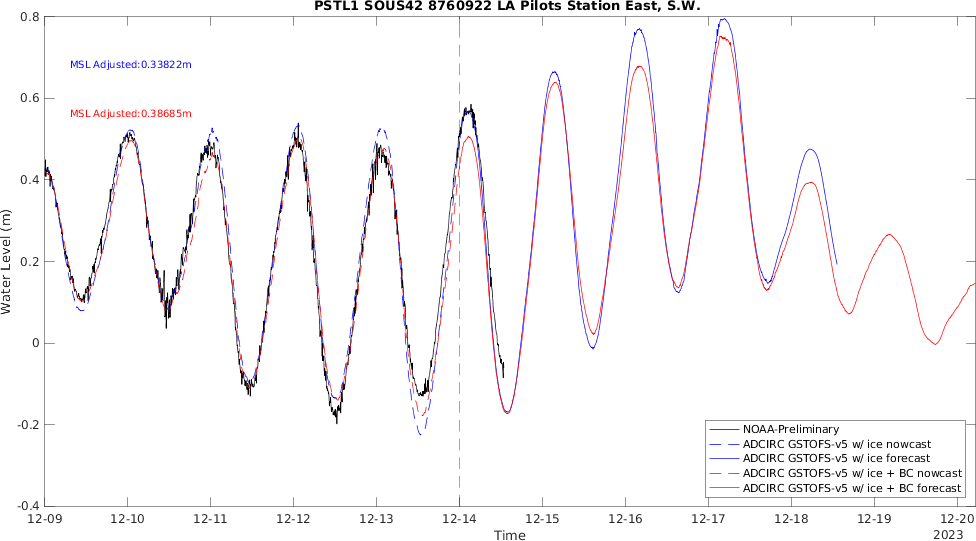 PSTL1 SOUS42 8760922 LA Pilots Station East, S.W.
0.8
MSL Adjusted:0.33822m
0.6
MSL Adjusted:0.38685m
0.4
0.2
0
-0.2
-0.4
Water Level (m)
NOAA-Preliminary
ADCIRC GSTOFS-v5 w/ ice nowcast
ADCIRC GSTOFS-v5 w/ ice forecast
ADCIRC GSTOFS-v5 w/ ice + BC nowcast
ADCIRC GSTOFS-v5 w/ ice + BC forecast
12-09 12-10 12-11 12-12 12-13 12-14 12-15 12-16 12-17 12-18 12-19 12-20
Time
2023